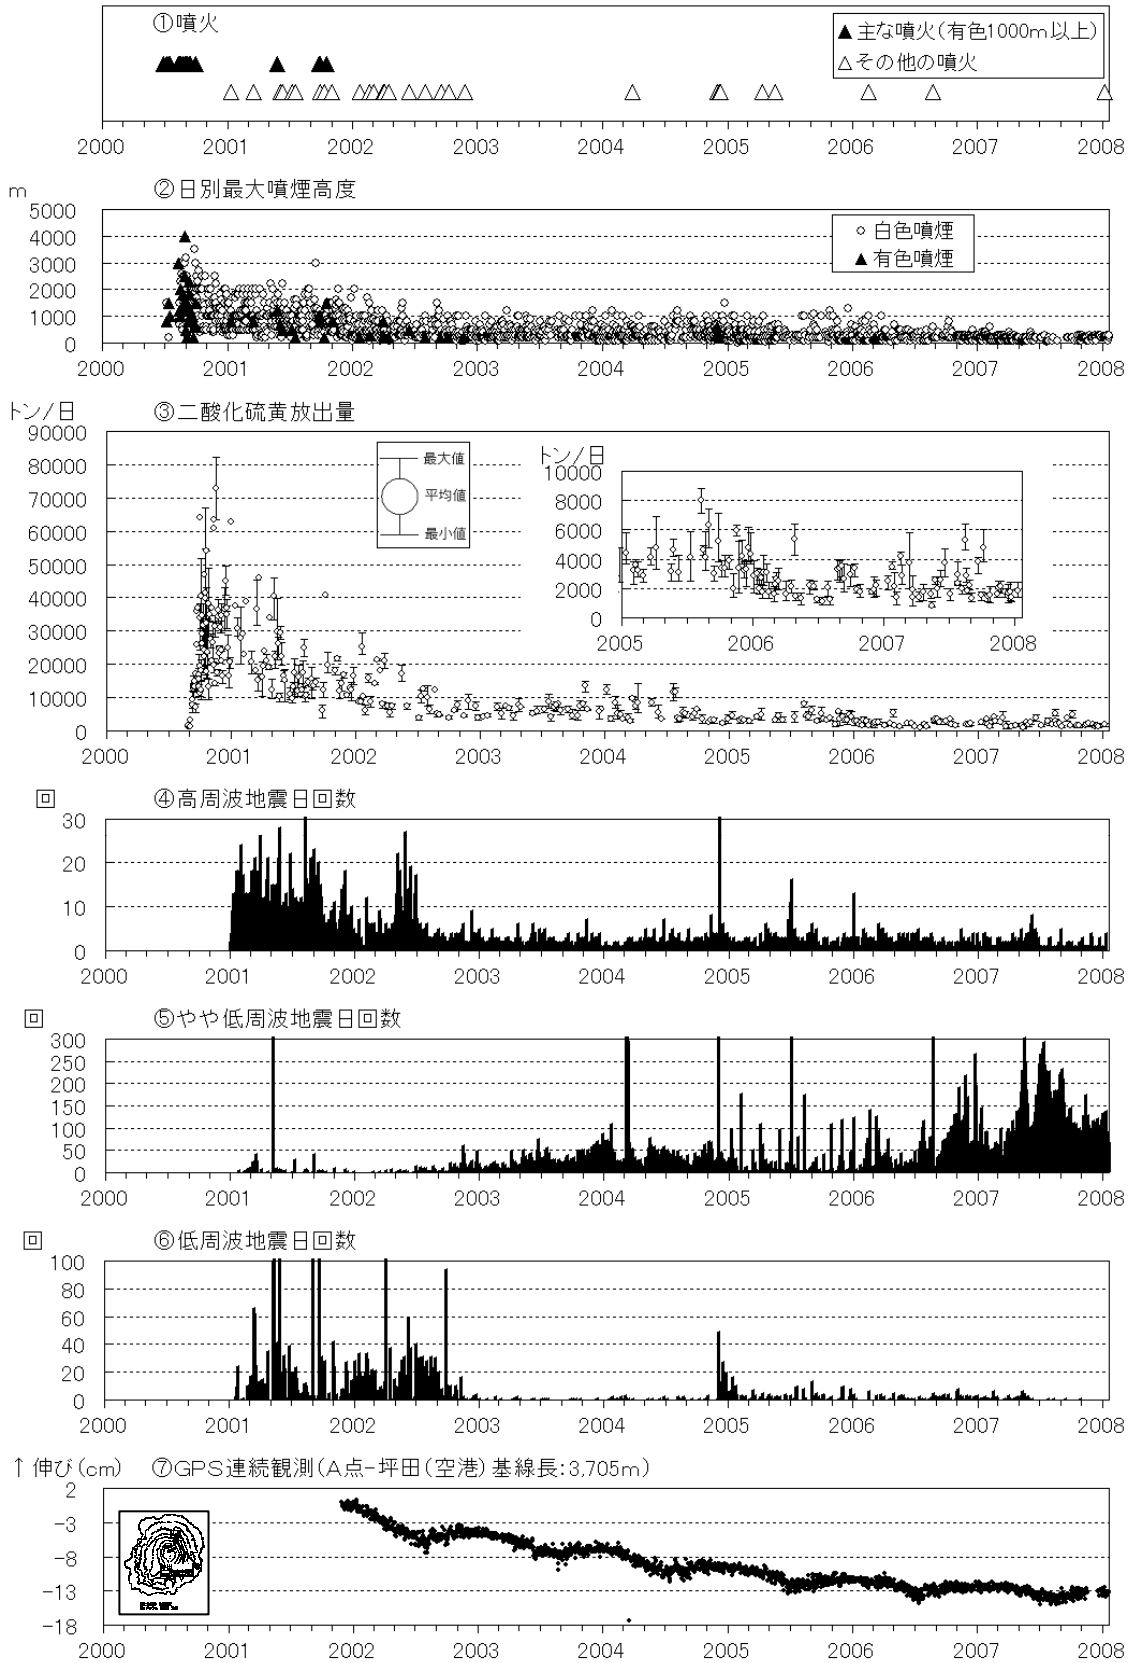 ①噴火
▲主な噴火(有色1000m以上)
△その他の噴火
2000 2001 2002 2003 2004 2005 2006 2007 2008
m ②日別最大噴煙高度
5000
4000
3000
2000
1000
0
○ 白色噴煙
▲ 有色噴煙
2000 2001 2002 2003 2004 2005 2006 2007 2008
トン/日 ③二酸化硫黄放出量
90000
80000
70000
60000
50000
40000
30000
20000
10000
0
最大値
平均値
最小値
トン/日
10000
8000
6000
4000
2000
0
2005 2006 2007 2008
2000 2001 2002 2003 2004 2005 2006 2007 2008
回 ④高周波地震日回数
30
20
10
0
2000 2001 2002 2003 2004 2005 2006 2007 2008
回 ⑤やや低周波地震日回数
300
250
200
150
100
50
0
2000 2001 2002 2003 2004 2005 2006 2007 2008
回 ⑥低周波地震日回数
100
80
60
40
20
0
2000 2001 2002 2003 2004 2005 2006 2007 2008
↑伸び(cm) ⑦GPS連続観測(A点-坪田(空港)基線長:3,705m)
2
-3
-8
-13
-18
2000 2001 2002 2003 2004 2005 2006 2007 2008